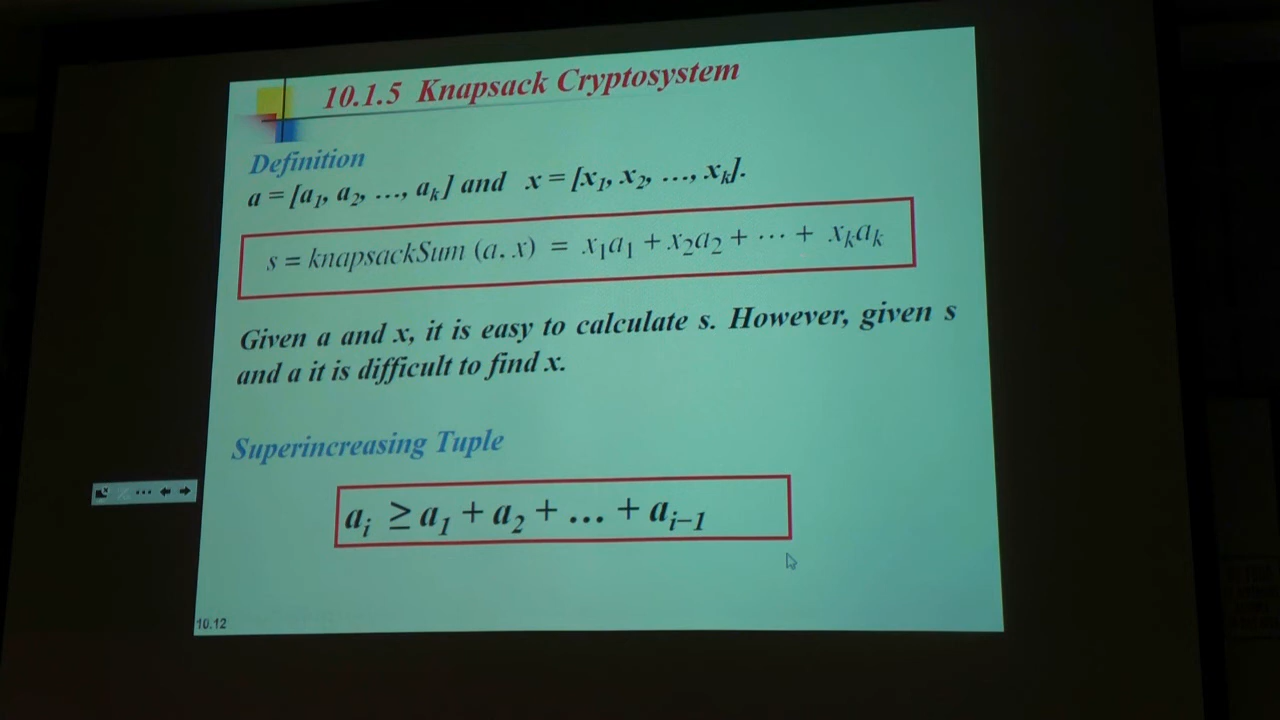 10.1.5 Knapsack Cryptosystem
Definition
a = [a1, a2, …, ak] and x = [x1, x2, …, xk].
s = knapsackSum (a. x) = x1a1 + x2a2 + ··· + xkak
Given a and x, it is easy to calculate s. However, given s
and a it is difficult to find x.
Superincreasing Tuple
ai ≥ a1 + a2 + … + ai−1
10.12